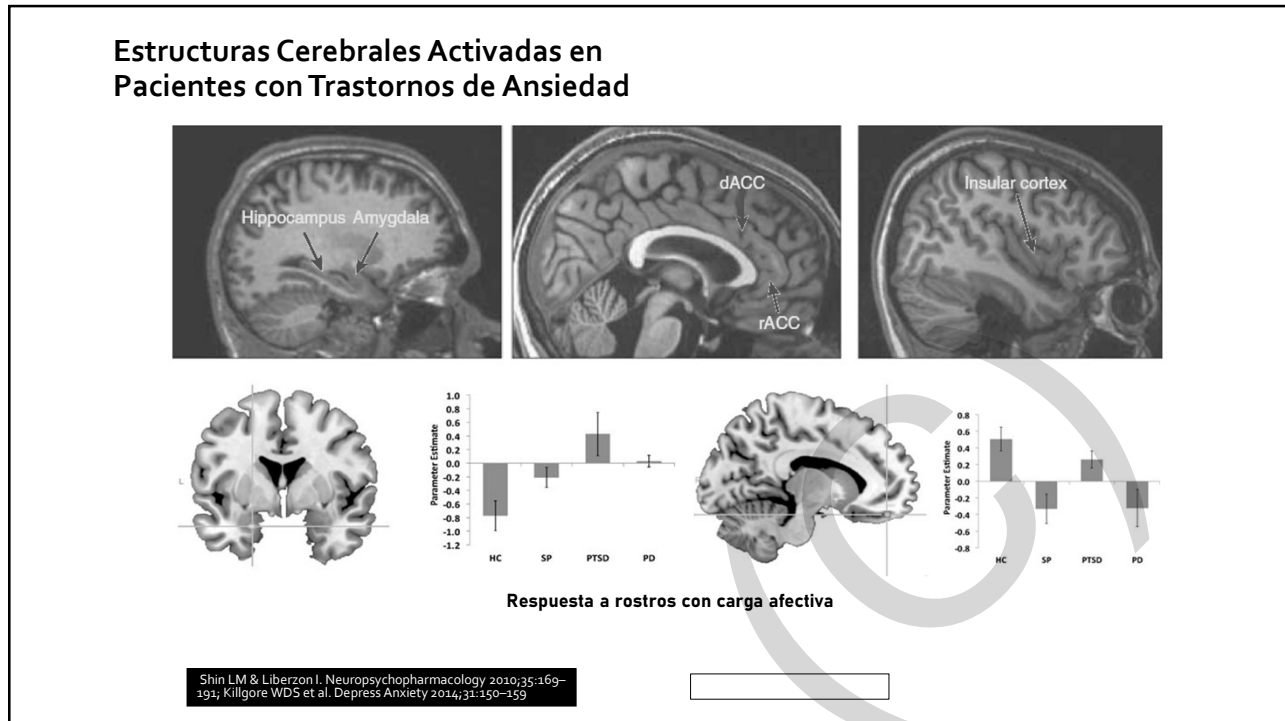 Estructuras Cerebrales Activadas en
Pacientes con Trastornos de Ansiedad
Hippocampus Amygdala
dACC
rACC
Insular cortex
L
Parameter Estimate
1.0
0.8
0.6
0.4
0.2
0.0
-0.2
-0.4
-0.6
-0.8
-1.0
-1.2
HC SP PTSD PD
Parameter Estimate
0.8
0.6
0.4
0.2
0.0
-0.2
-0.4
-0.6
-0.8
HC SP PTSD PD
Respuesta a rostros con carga afectiva
Shin LM & Liberzon I. Neuropsychopharmacology 2010;35:169–
191; Killgore WDS et al. Depress Anxiety 2014;31:150–159